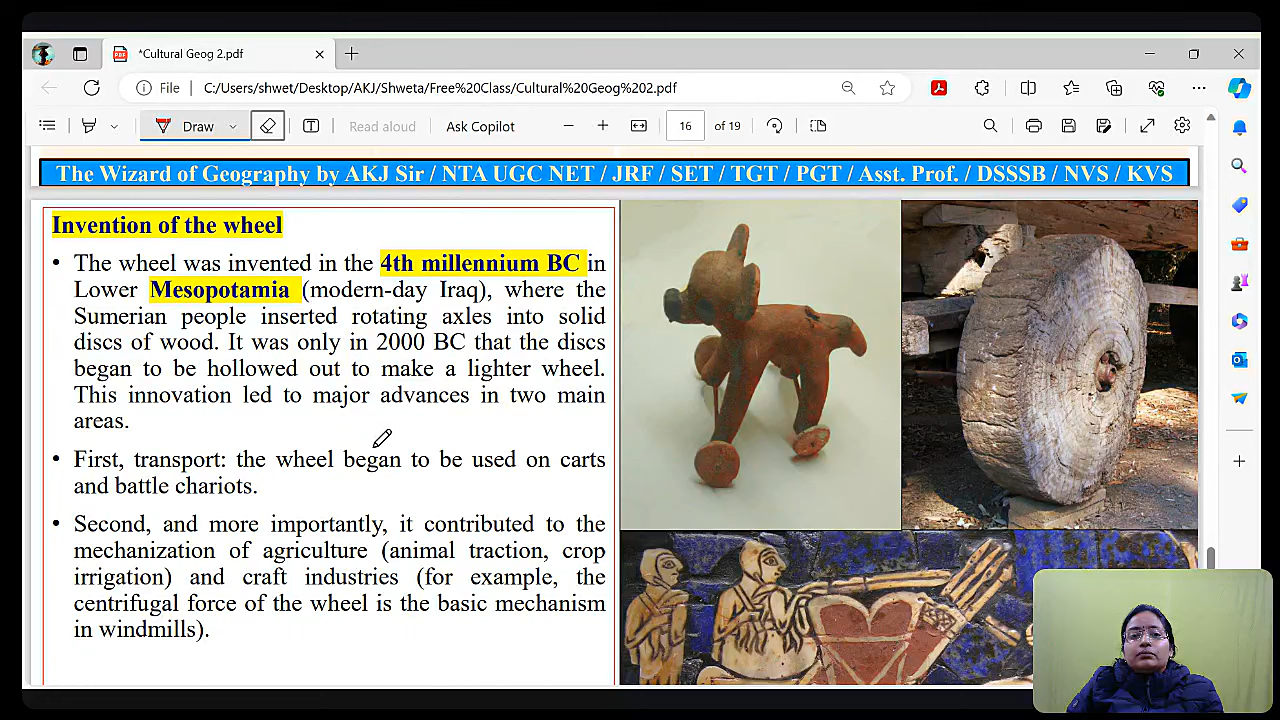 *Cultural Geog 2.pdf
File C:/Users/shwet/Desktop/AKJ/Shweta/Free%20Class/Cultural%20Geog%202.pdf
Draw Read aloud Ask Copilot 16 of 19
The Wizard of Geography by AKJ Sir / NTA UGC NET / JRF / SET / TGT / PGT / Asst. Prof. / DSSSB / NVS / KVS
Invention of the wheel
• The wheel was invented in the 4th millennium BC in
Lower Mesopotamia (modern-day Iraq), where the
Sumerian people inserted rotating axles into solid
discs of wood. It was only in 2000 BC that the discs
began to be hollowed out to make a lighter wheel.
This innovation led to major advances in two main
areas.
• First, transport: the wheel began to be used on carts
and battle chariots.
• Second, and more importantly, it contributed to the
mechanization of agriculture (animal traction, crop
irrigation) and craft industries (for example, the
centrifugal force of the wheel is the basic mechanism
in windmills).